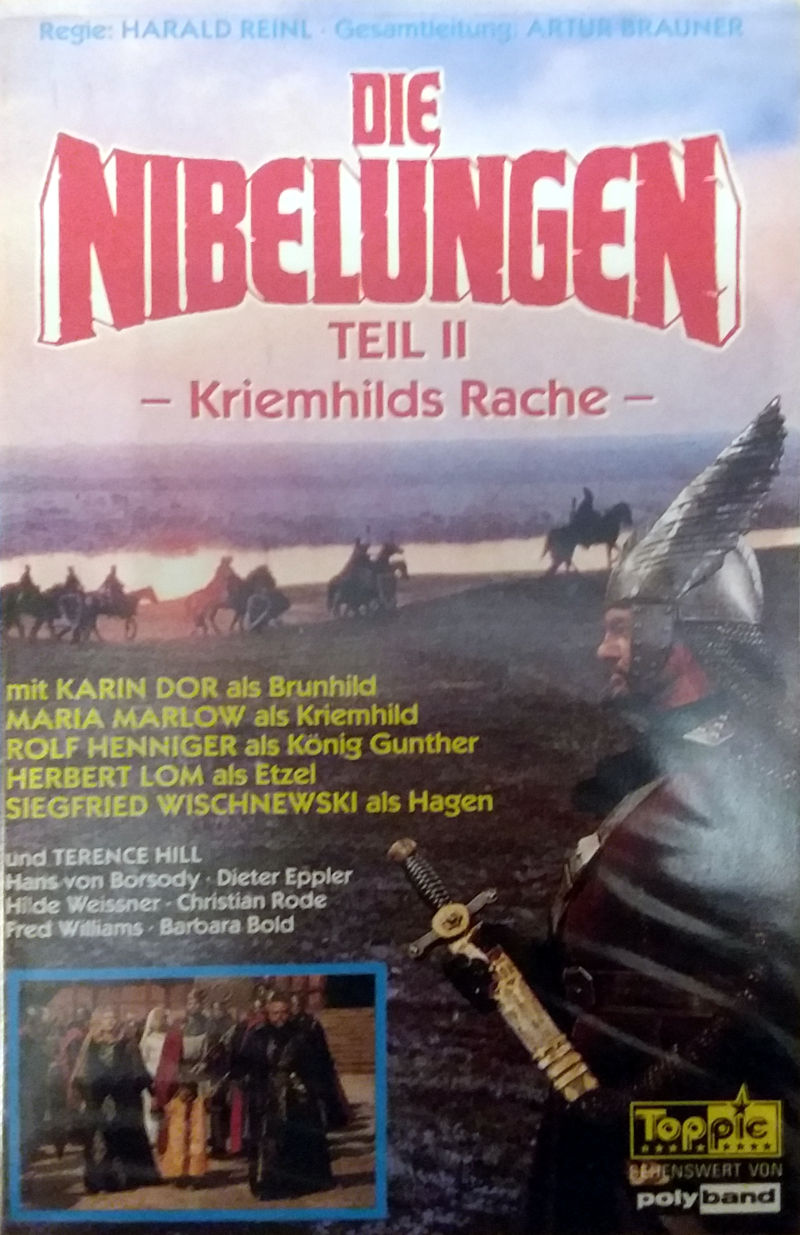 Regie: HARALD REINL · Gesamtleitung: ARTUR BRAUNER
DIE
NIBELUNGEN
TEIL II
– Kriemhilds Rache –
mit KARIN DOR als Brunhild
MARIA MARLOW als Kriemhild
ROLF HENNIGER als König Gunther
HERBERT LOM als Etzel
SIEGFRIED WISCHNEWSKI als Hagen
und TERENCE HILL
Hans von Borsody · Dieter Eppler
Hilde Weissner · Christian Rode
Fred Williams · Barbara Bold
Toppic
SEHENSWERT VON
polyband